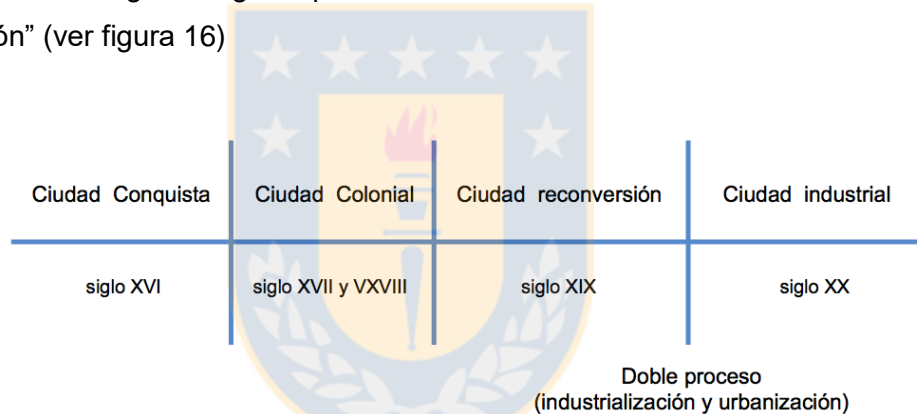 ón” (ver figura 16)
Ciudad Conquista
Ciudad Colonial
Ciudad reconversión
Ciudad industrial
siglo XVI
siglo XVII y VXVIII
siglo XIX
siglo XX
Doble proceso
(industrialización y urbanización)